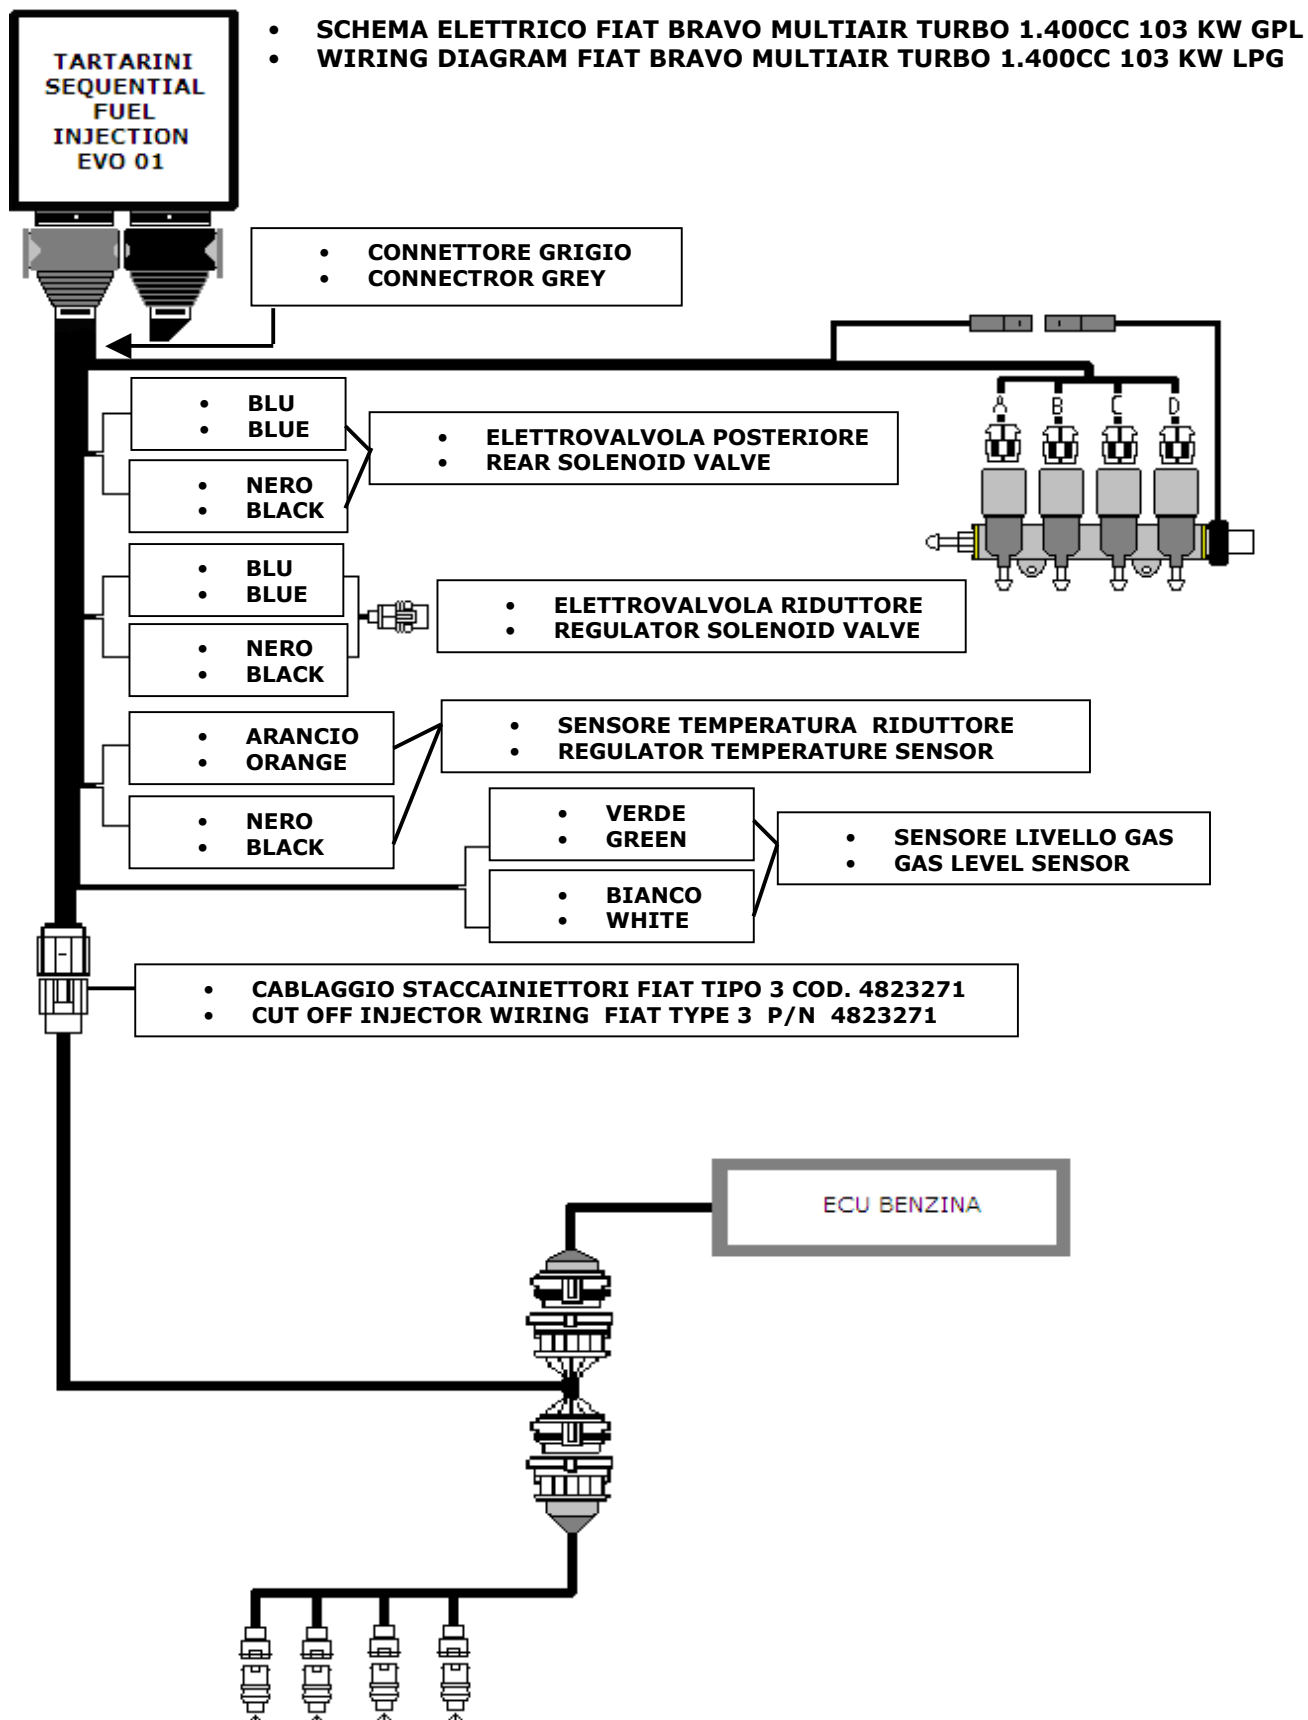 • SCHEMA ELETTRICO FIAT BRAVO MULTIAIR TURBO 1.400CC 103 KW GPL
• WIRING DIAGRAM FIAT BRAVO MULTIAIR TURBO 1.400CC 103 KW LPG
TARTARINI
SEQUENTIAL
FUEL
INJECTION
EVO 01
• CONNETTORE GRIGIO
• CONNECTROR GREY
A B C D
• BLU
• BLUE
• NERO
• BLACK
• ELETTROVALVOLA POSTERIORE
• REAR SOLENOID VALVE
• BLU
• BLUE
• NERO
• BLACK
• ELETTROVALVOLA RIDUTTORE
• REGULATOR SOLENOID VALVE
• ARANCIO
• ORANGE
• NERO
• BLACK
• SENSORE TEMPERATURA RIDUTTORE
• REGULATOR TEMPERATURE SENSOR
• VERDE
• GREEN
• BIANCO
• WHITE
• SENSORE LIVELLO GAS
• GAS LEVEL SENSOR
• CABLAGGIO STACCAINIETTORI FIAT TIPO 3 COD. 4823271
• CUT OFF INJECTOR WIRING FIAT TYPE 3 P/N 4823271
ECU BENZINA